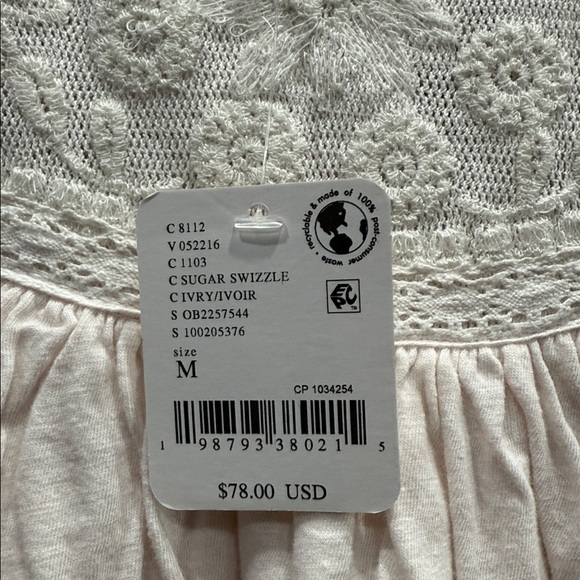 C 8112
V 052216
C 1103
C SUGAR SWIZZLE
C IVRY/IVOIR
S OB2257544
S 100205376
size
M
recyclable & made of 100% post-consumer waste •
EPC™
CP 1034254
1 98793 38021 5
$78.00 USD